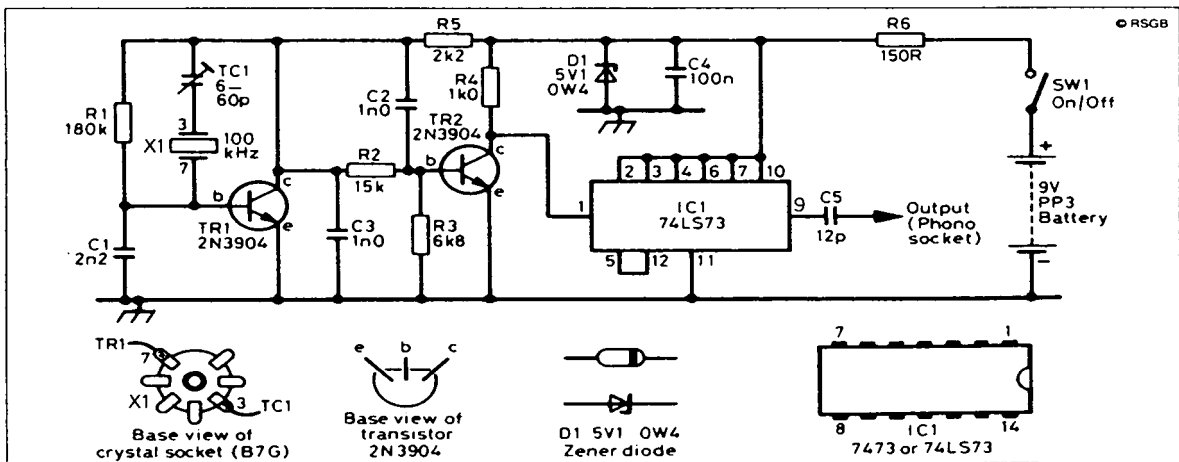 © RSGB
R5
2k2
R6
150R
TC1
6–
60p
R4
1k0
D1
5V1
0W4
C4
100n
SW1
On/Off
R1
180k
C2
1n0
TR2
2N3904
X1
3
100
kHz
7
c
b
e
R2
15k
2 3 4 6 7 10
+
9V
PP3
Battery
–
b
c
e
TR1
2N3904
1
IC1
74LS73
9
C5
12p
Output
(Phono
socket)
C1
2n2
C3
1n0
R3
6k8
5 12 11
TR1
7
X1
3
TC1
Base view of
crystal socket (B7G)
e b c
Base view of
transistor
2N3904
D1 5V1 0W4
Zener diode
7 1
8 14
IC1
7473 or 74LS73